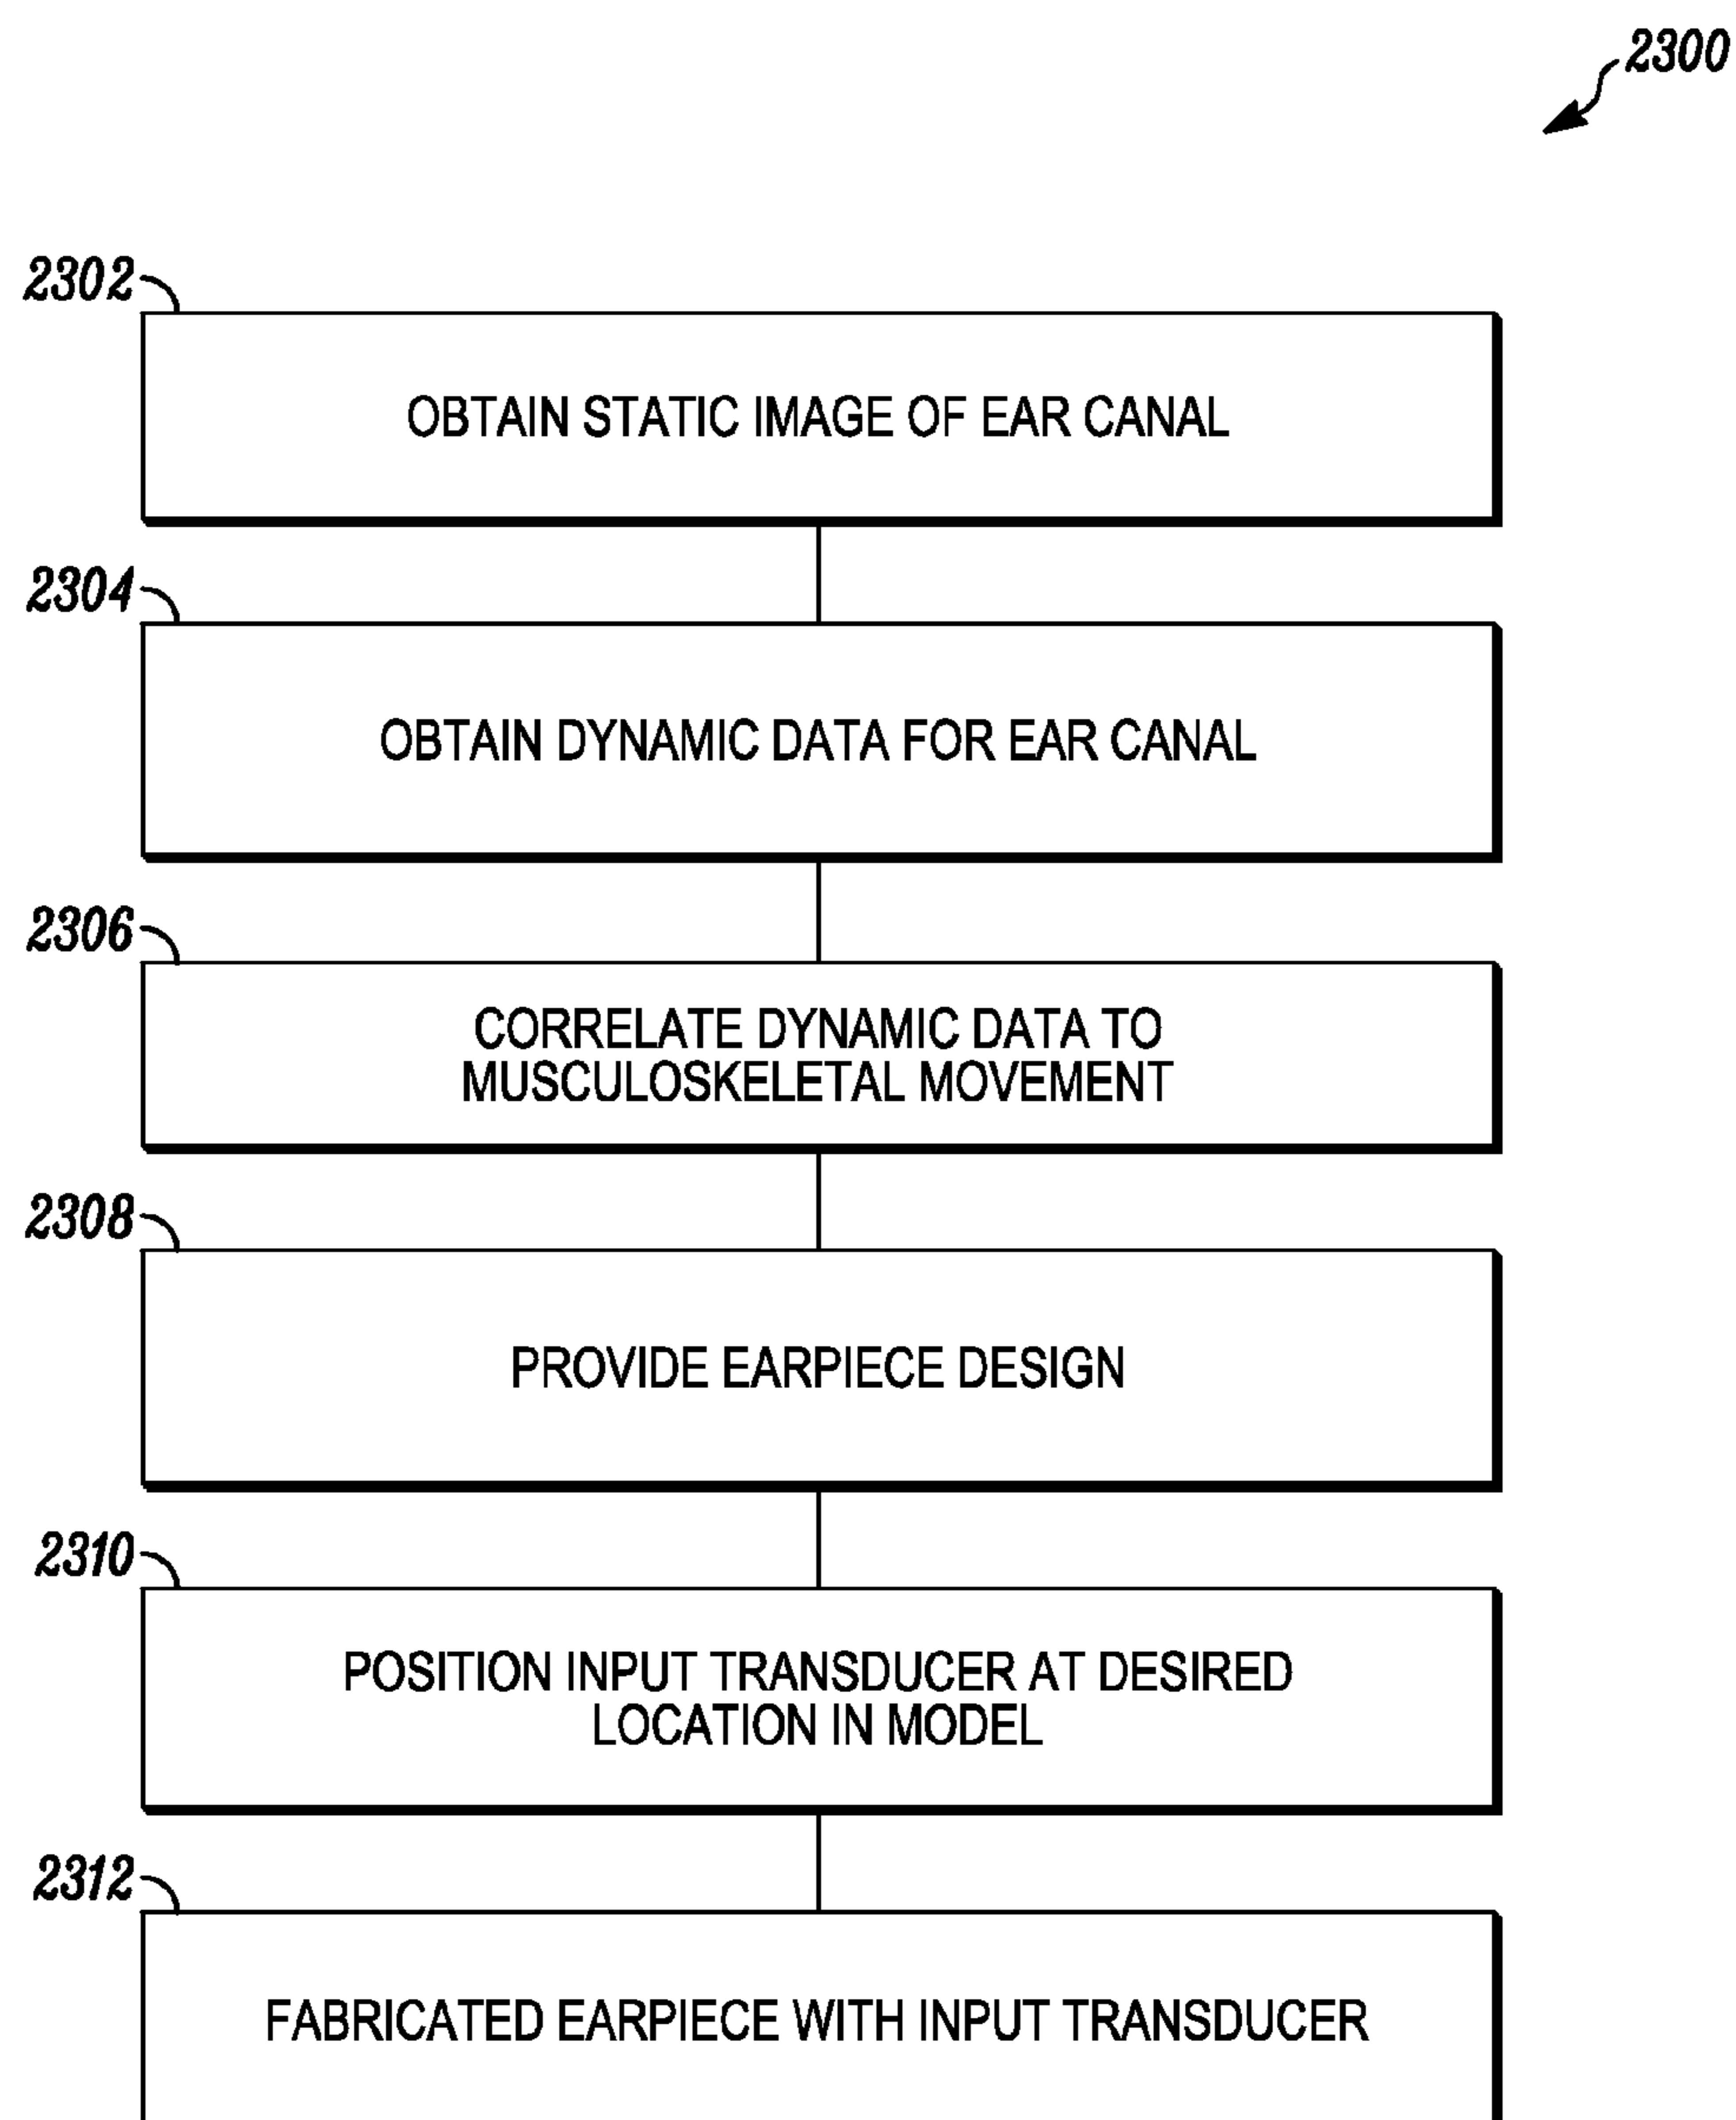 2300
2302
OBTAIN STATIC IMAGE OF EAR CANAL
2304
OBTAIN DYNAMIC DATA FOR EAR CANAL
2306
CORRELATE DYNAMIC DATA TO
MUSCULOSKELETAL MOVEMENT
2308
PROVIDE EARPIECE DESIGN
2310
POSITION INPUT TRANSDUCER AT DESIRED
LOCATION IN MODEL
2312
FABRICATED EARPIECE WITH INPUT TRANSDUCER